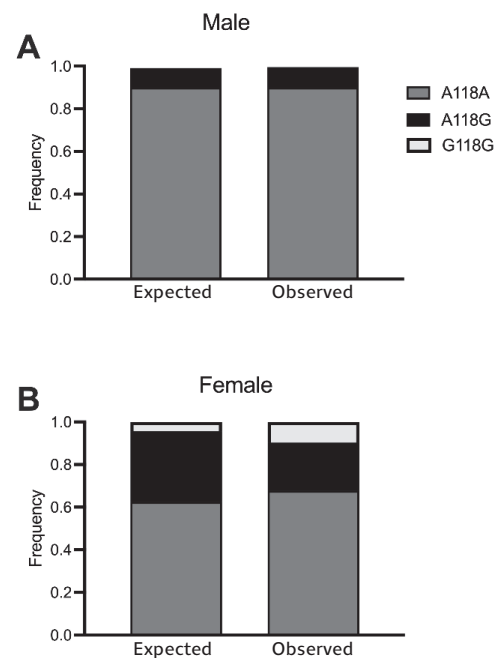 Male
A
1.0
0.8
0.6
0.4
0.2
0.0
Frequency
Expected
Observed
A118A
A118G
G118G
Female
B
1.0
0.8
0.6
0.4
0.2
0.0
Frequency
Expected
Observed